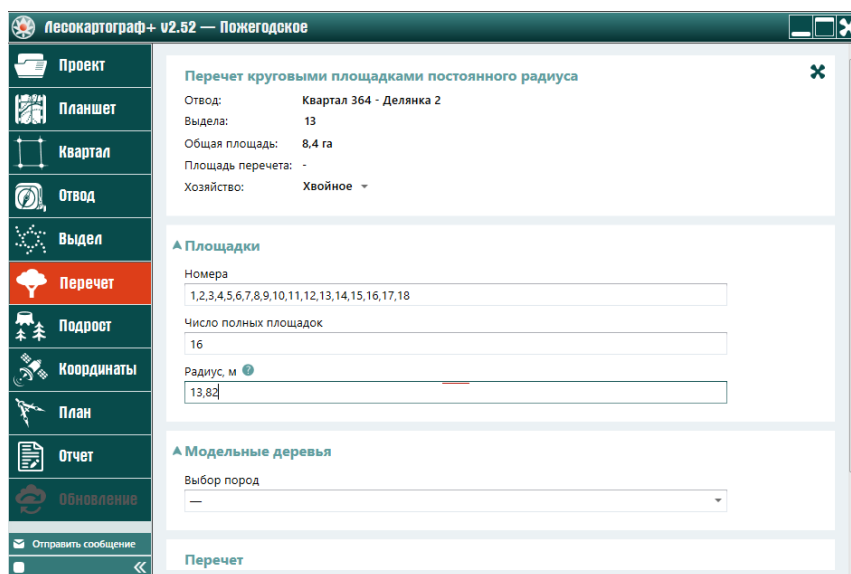 Лесокартограф+ v2.52 — Пожегодское
Проект
Планшет
Квартал
Отвод
Выдел
Перечет
Подрост
Координаты
План
Отчет
Обновление
Отправить сообщение
Перечет круговыми площадками постоянного радиуса
Отвод: Квартал 364 - Делянка 2
Выдела: 13
Общая площадь: 8,4 га
Площадь перечета: -
Хозяйство: Хвойное
Площадки
Номера
1,2,3,4,5,6,7,8,9,10,11,12,13,14,15,16,17,18
Число полных площадок
16
Радиус, м ?
13,82
Модельные деревья
Выбор пород
—
Перечет